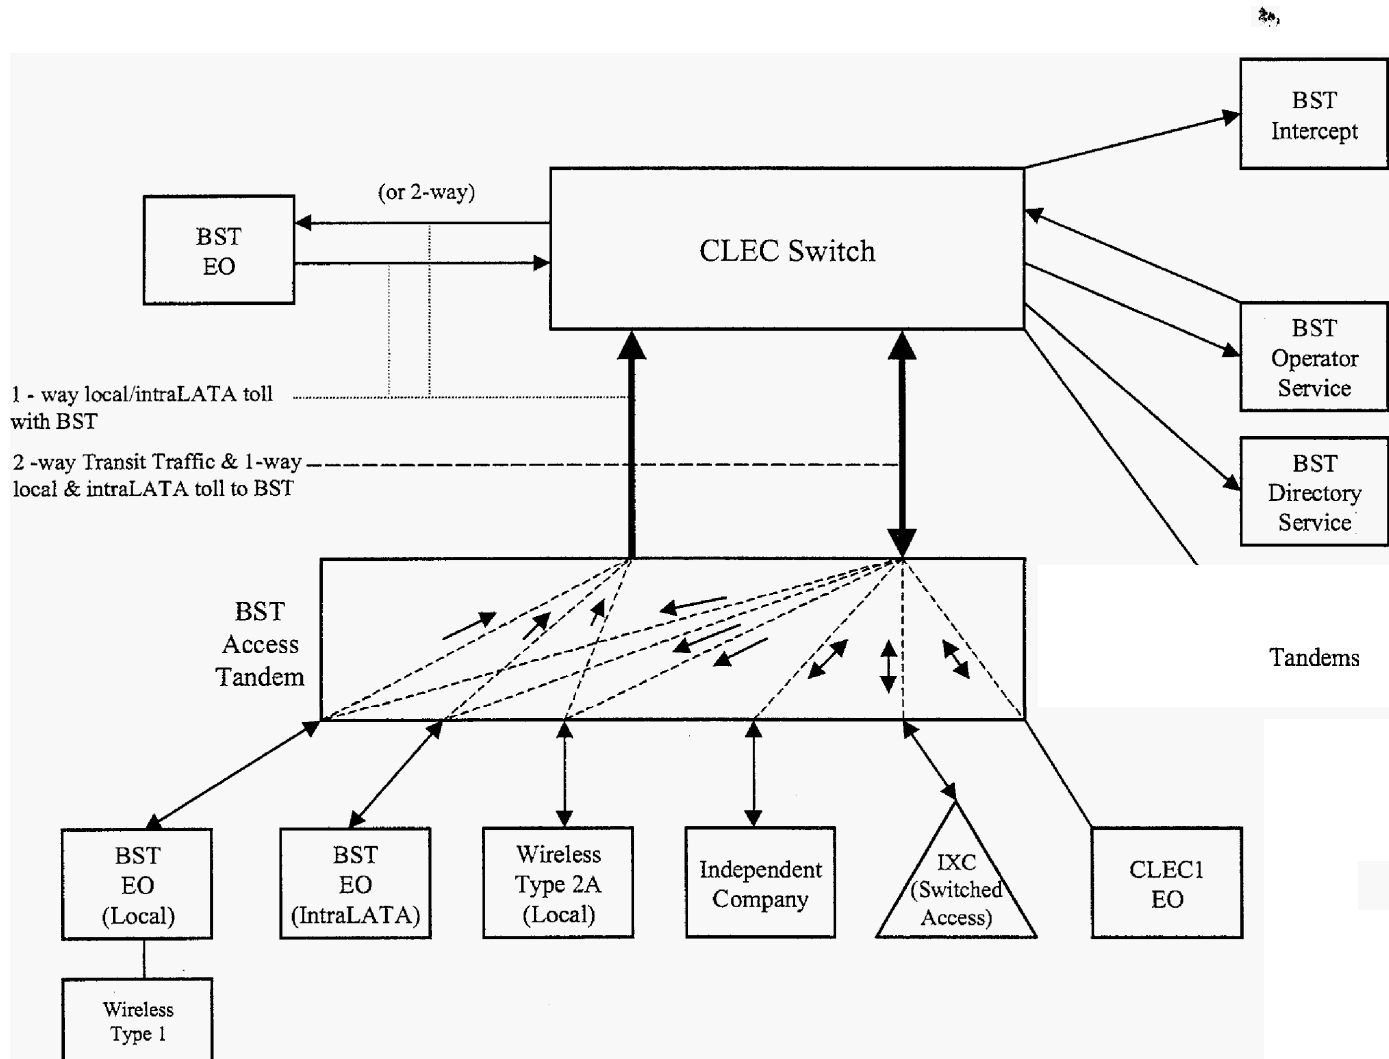 BST
Intercept
(or 2-way)
BST
EO
CLEC Switch
BST
Operator
Service
1 - way local/intraLATA toll
with BST
2 -way Transit Traffic & 1-way
local & intraLATA toll to BST
BST
Directory
Service
BST
Access
Tandem
Tandems
BST
EO
(Local)
BST
EO
(IntraLATA)
Wireless
Type 2A
(Local)
Independent
Company
IXC
(Switched
Access)
CLEC1
EO
Wireless
Type 1